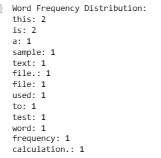 Word Frequency Distribution:
this: 2
is: 2
a: 1
sample: 1
text: 1
file.: 1
file: 1
used: 1
to: 1
test: 1
word: 1
frequency: 1
calculation.: 1